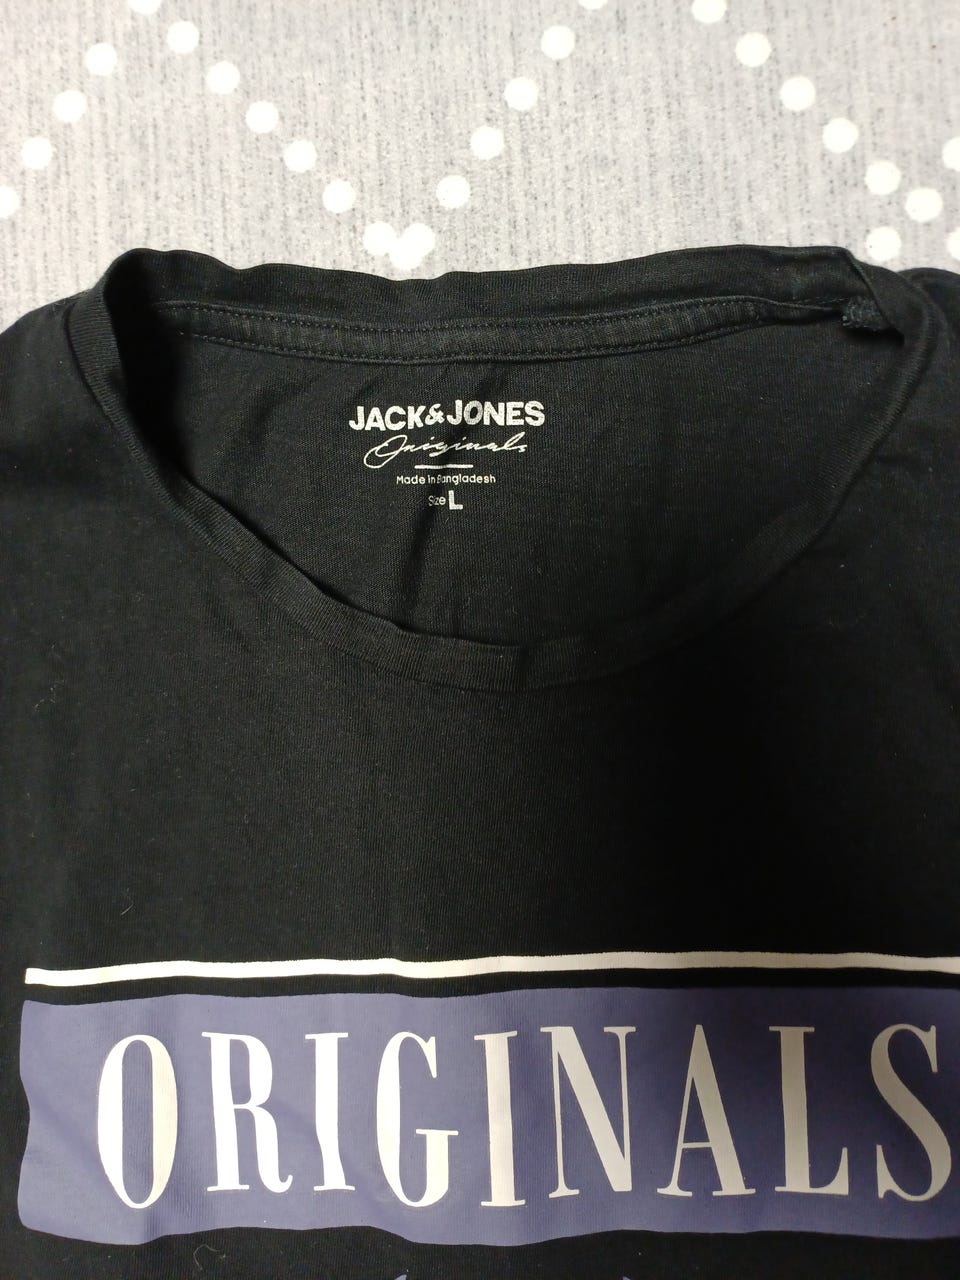 JACK&JONES
Originals
Made in Bangladesh
Size L
ORIGINALS